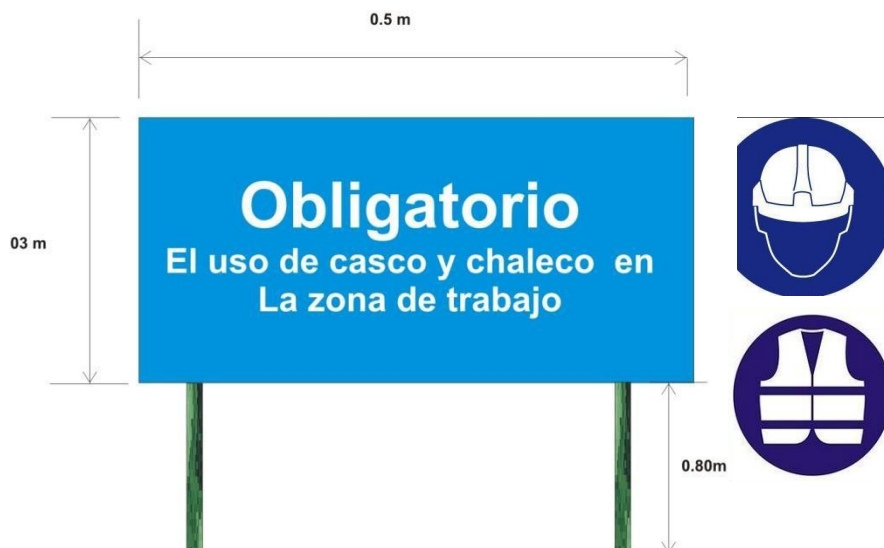 0.5 m
03 m
Obligatorio
El uso de casco y chaleco en
La zona de trabajo
0.80m